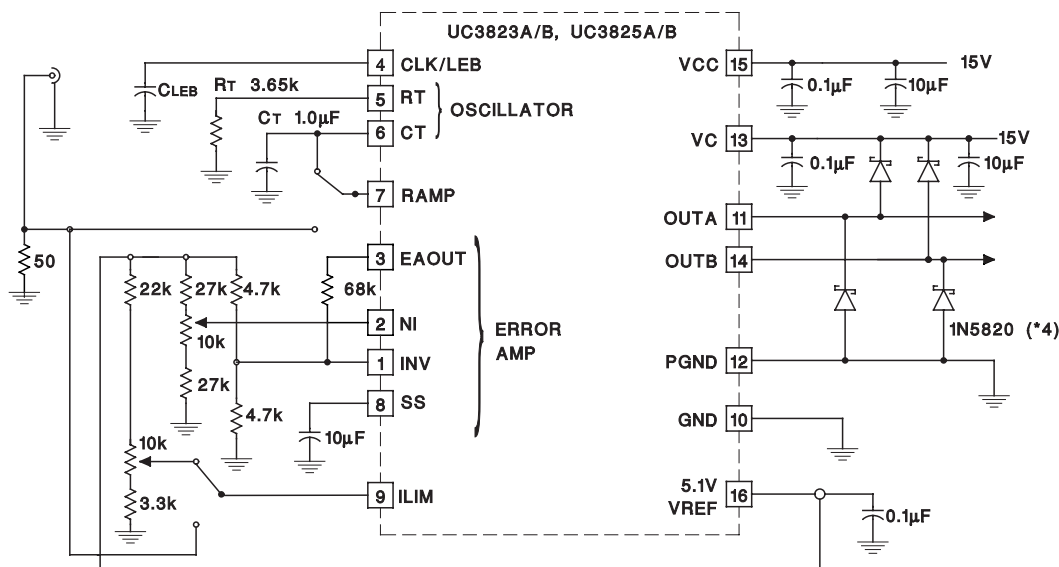 UC3823A/B, UC3825A/B
4 CLK/LEB
CLEB
RT 3.65k
5 RT
OSCILLATOR
CT 1.0µF
6 CT
7 RAMP
50
3 EAOUT
22k
27k
4.7k
68k
2 NI
10k
ERROR
AMP
1 INV
27k
8 SS
4.7k
10µF
10k
3.3k
9 ILIM
VCC 15
15V
0.1µF
10µF
VC 13
15V
0.1µF
10µF
OUTA 11
OUTB 14
1N5820 (*4)
PGND 12
GND 10
5.1V
VREF
16
0.1µF